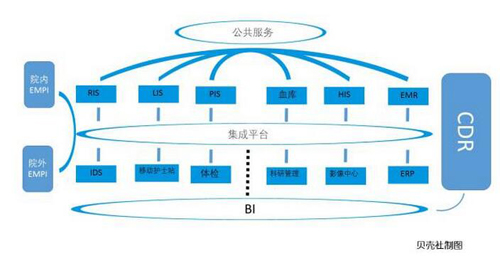 公共服务
院内
EMPI
RIS
LIS
PIS
血库
HIS
EMR
CDR
集成平台
院外
EMPI
IDS
移动护士站
体检
科研管理
影像中心
ERP
BI
贝壳社制图